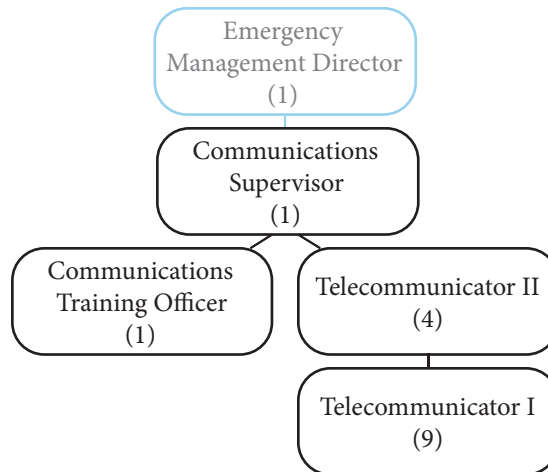 Emergency
Management Director
(1)
Communications
Supervisor
(1)
Communications
Training Officer
(1)
Telecommunicator II
(4)
Telecommunicator I
(9)